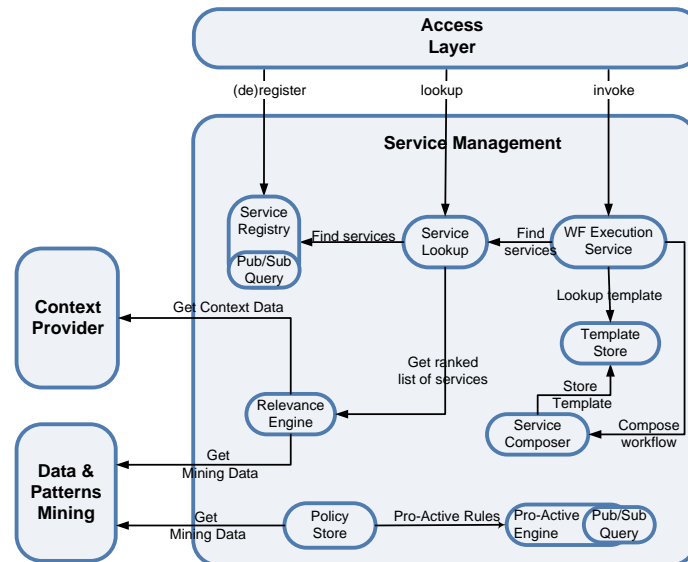 Access
Layer
(de)register
lookup
invoke
Service Management
Service
Registry
Pub/Sub
Query
Find services
Service
Lookup
Find
services
WF Execution
Service
Context
Provider
Get Context Data
Lookup template
Template
Store
Get ranked
list of services
Store
Template
Relevance
Engine
Service
Composer
Compose
workflow
Data &
Patterns
Mining
Get
Mining Data
Get
Mining Data
Policy
Store
Pro-Active Rules
Pro-Active
Engine
Pub/Sub
Query